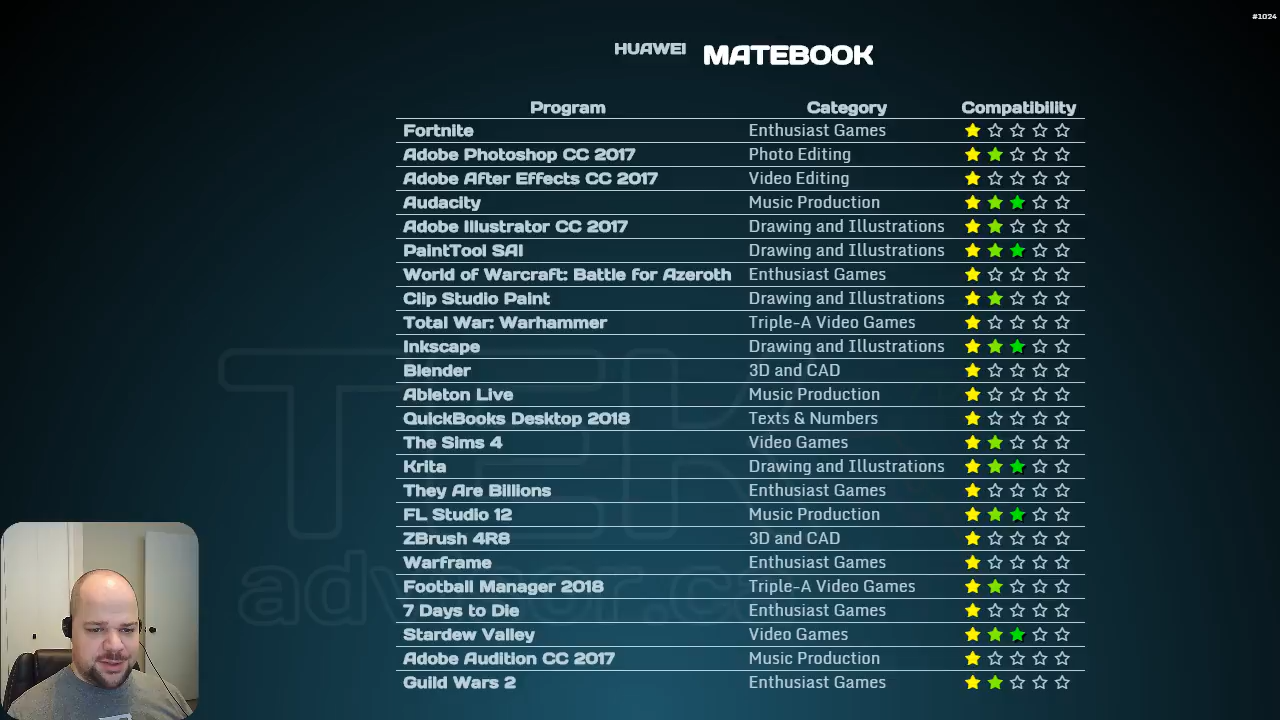 #1024
HUAWEI MATEBOOK
Program Category Compatibility
Fortnite Enthusiast Games
Adobe Photoshop CC 2017 Photo Editing
Adobe After Effects CC 2017 Video Editing
Audacity Music Production
Adobe Illustrator CC 2017 Drawing and Illustrations
PaintTool SAI Drawing and Illustrations
World of Warcraft: Battle for Azeroth Enthusiast Games
Clip Studio Paint Drawing and Illustrations
Total War: Warhammer Triple-A Video Games
Inkscape Drawing and Illustrations
Blender 3D and CAD
Ableton Live Music Production
QuickBooks Desktop 2018 Texts & Numbers
The Sims 4 Video Games
Krita Drawing and Illustrations
They Are Billions Enthusiast Games
FL Studio 12 Music Production
ZBrush 4R8 3D and CAD
Warframe Enthusiast Games
Football Manager 2018 Triple-A Video Games
7 Days to Die Enthusiast Games
Stardew Valley Video Games
Adobe Audition CC 2017 Music Production
Guild Wars 2 Enthusiast Games